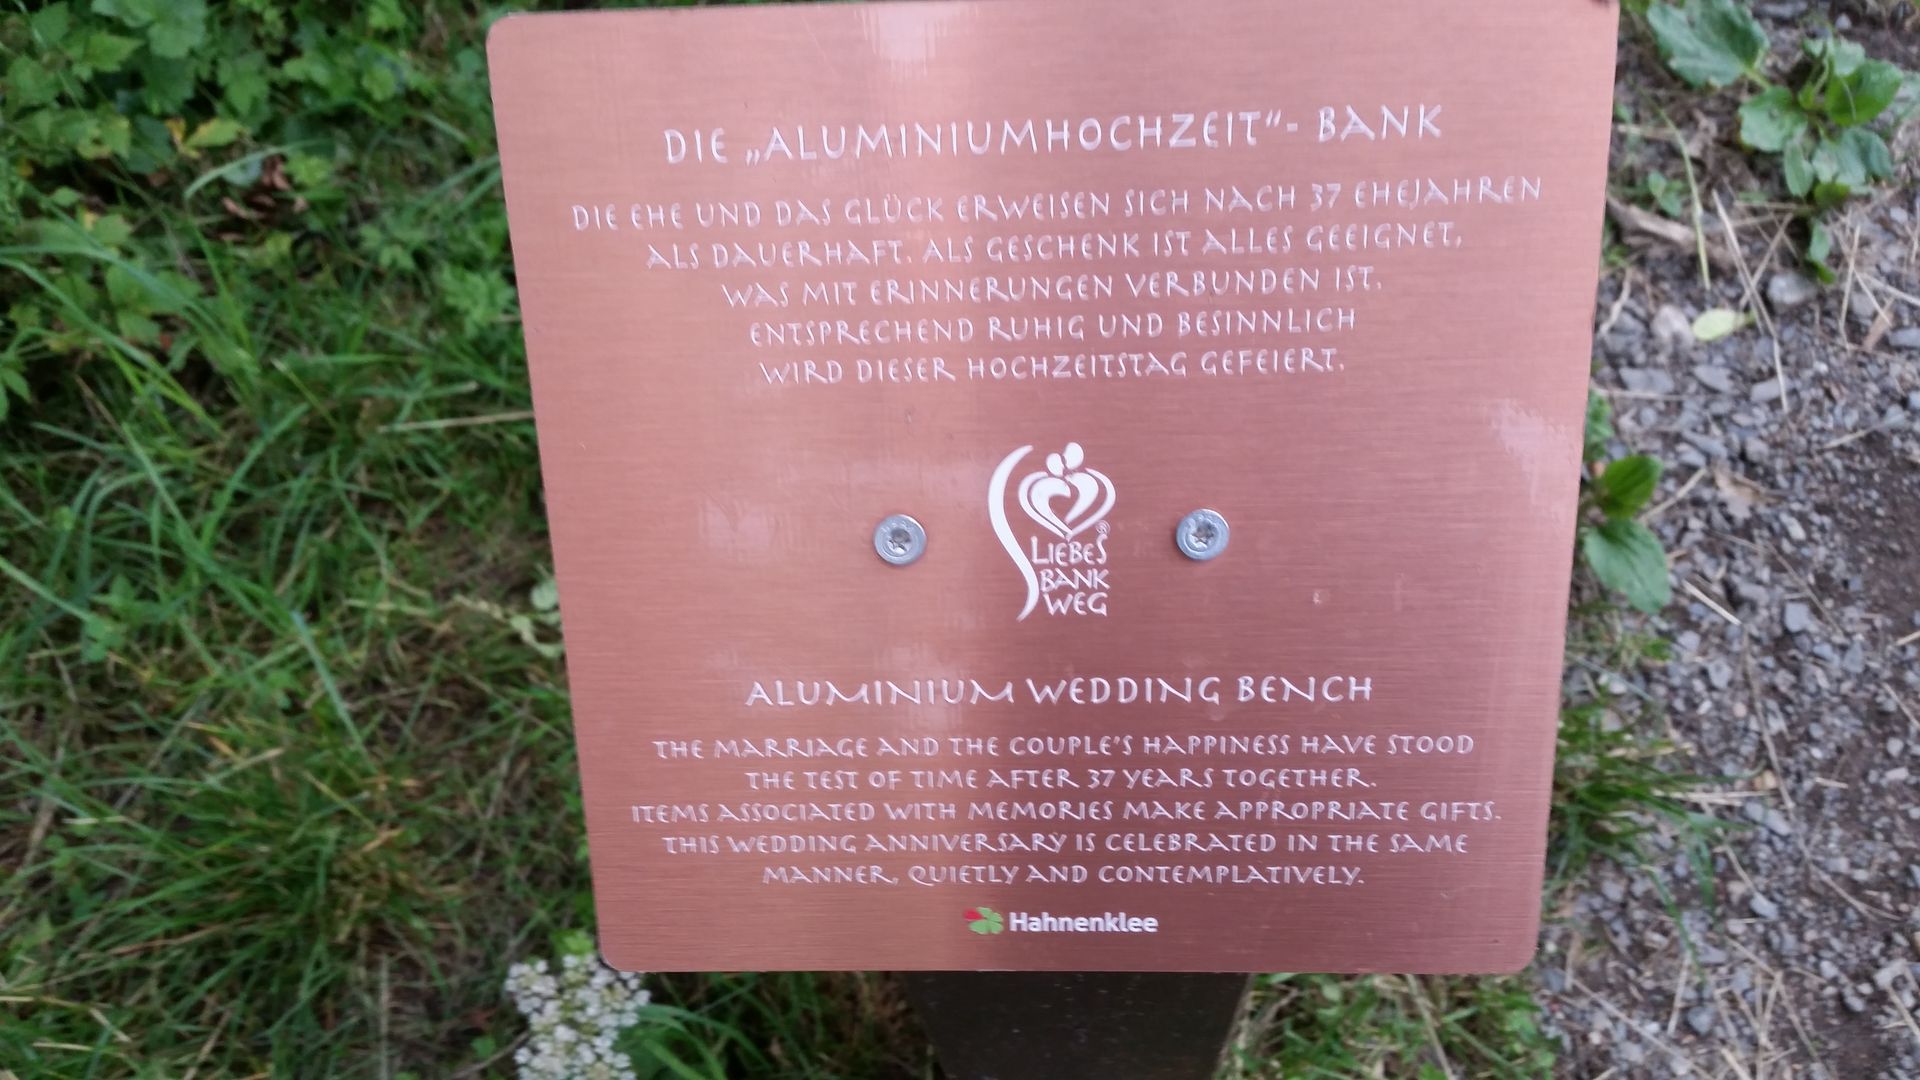 DIE „ALUMINIUMHOCHZEIT“- BANK
DIE EHE UND DAS GLÜCK ERWEISEN SICH NACH 37 EHEJAHREN
ALS DAUERHAFT. ALS GESCHENK IST ALLES GEEIGNET,
WAS MIT ERINNERUNGEN VERBUNDEN IST.
ENTSPRECHEND RUHIG UND BESINNLICH
WIRD DIESER HOCHZEITSTAG GEFEIERT.
LIEBES®
BANK
WEG
ALUMINIUM WEDDING BENCH
THE MARRIAGE AND THE COUPLE'S HAPPINESS HAVE STOOD
THE TEST OF TIME AFTER 37 YEARS TOGETHER.
ITEMS ASSOCIATED WITH MEMORIES MAKE APPROPRIATE GIFTS.
THIS WEDDING ANNIVERSARY IS CELEBRATED IN THE SAME
MANNER, QUIETLY AND CONTEMPLATIVELY.
Hahnenklee